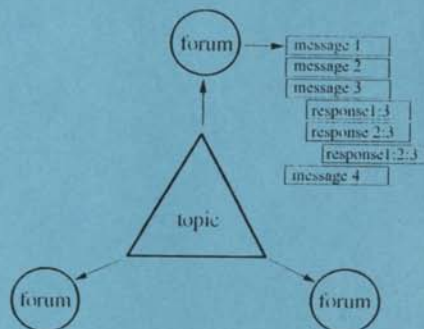 forum
message 1
message 2
message 3
response1:3
response 2:3
response1:2:3
message 4
topic
forum
forum